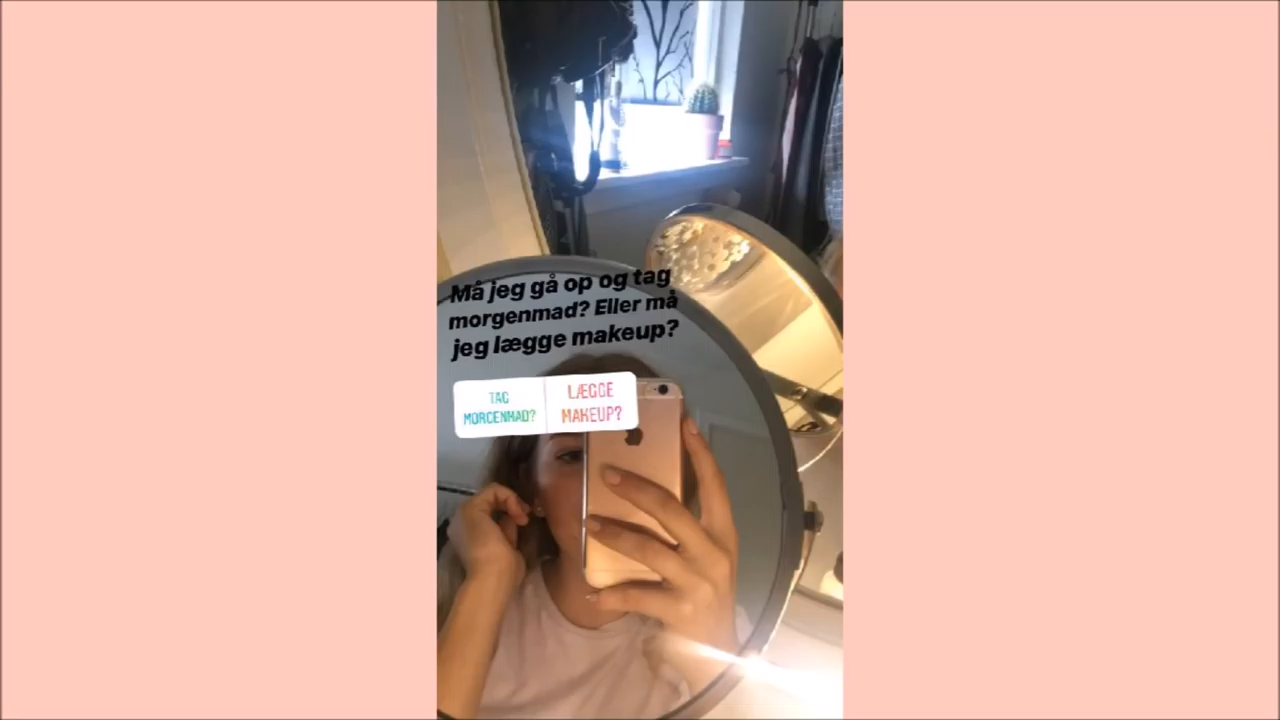 Må jeg gå op og tag
morgenmad? Eller må
jeg lægge makeup?
TAG
MORGENMAD?
LÆGGE
MAKEUP?